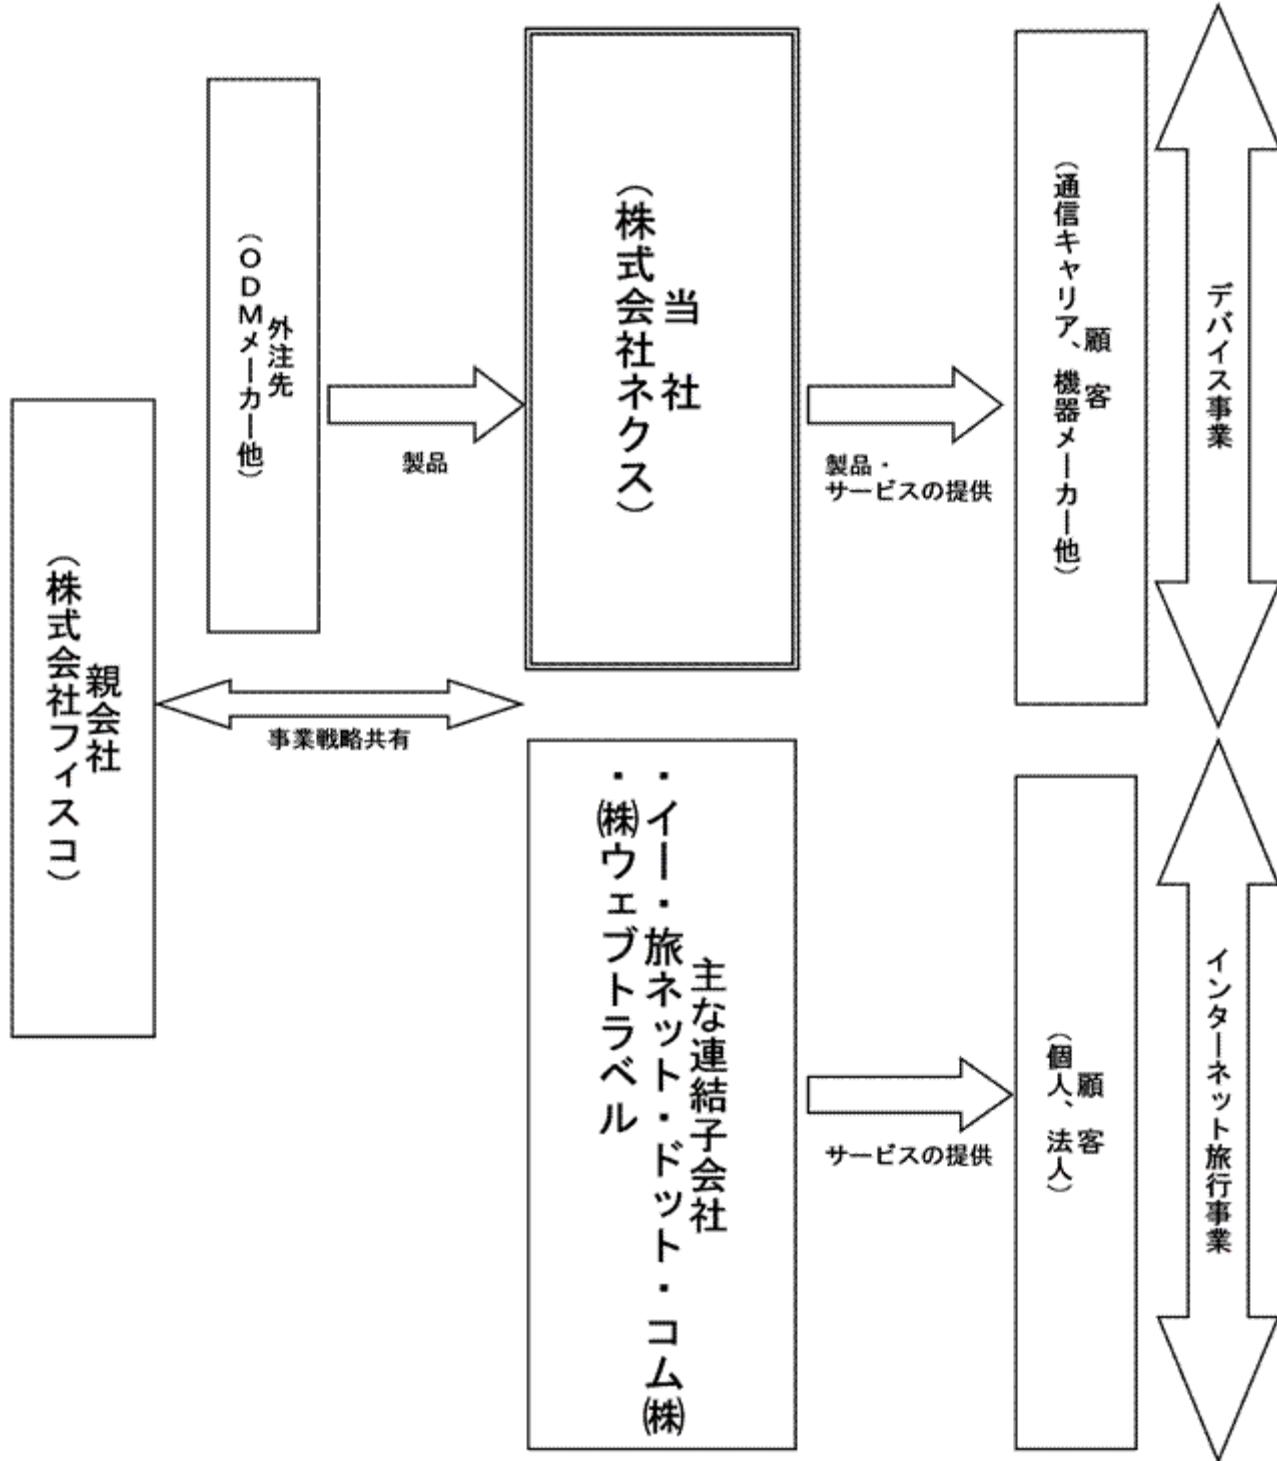 親会社
（株式会社フィスコ）
外注先
（ＯＤＭメーカー他）
製品
事業戦略共有
当　社
（株式会社ネクス）
主な連結子会社
・イー・旅ネット・ドット・コム㈱
・㈱ウェブトラベル
製品・
サービスの提供
サービスの提供
顧　客
（通信キャリア、機器メーカー他）
顧　客
（個人、法人）
デバイス事業
インターネット旅行事業